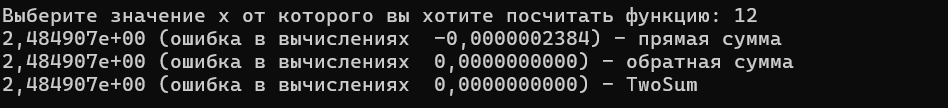 Выберите значение x от которого вы хотите посчитать функцию: 12
2,484907e+00 (ошибка в вычислениях  -0,0000002384) - прямая сумма
2,484907e+00 (ошибка в вычислениях  0,0000000000) - обратная сумма
2,484907e+00 (ошибка в вычислениях  0,0000000000) - TwoSum